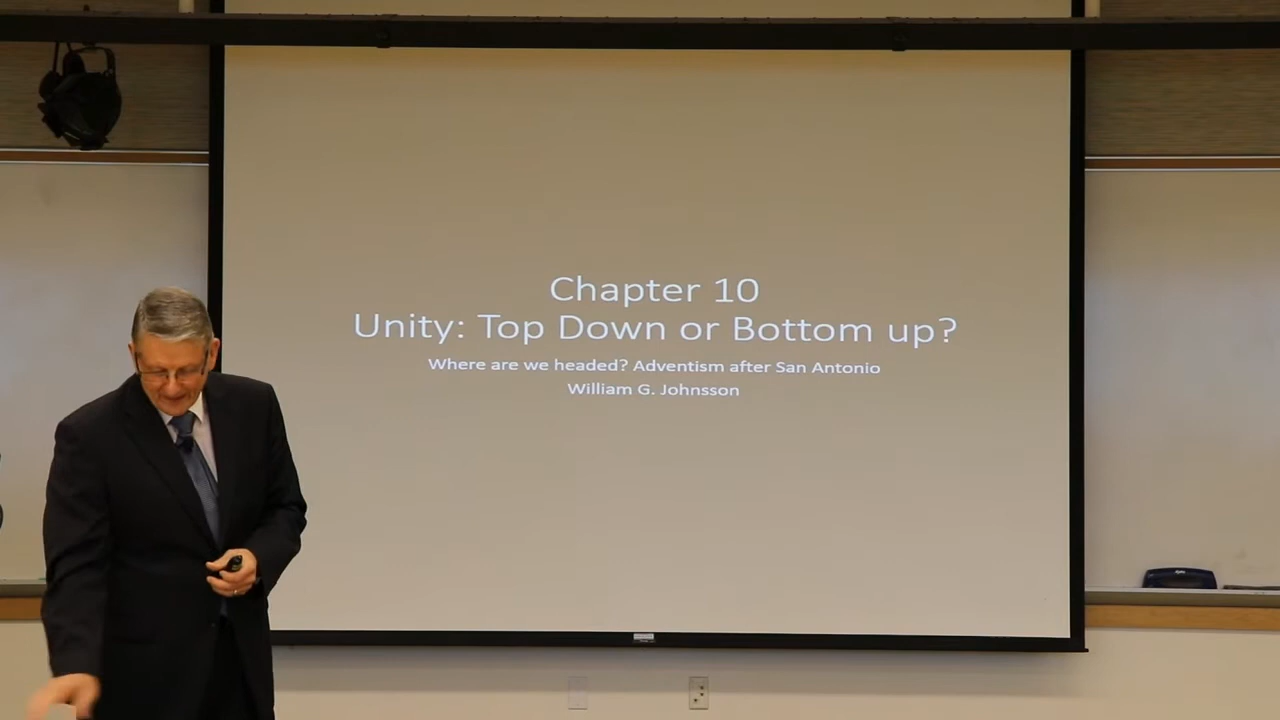 Chapter 10
Unity: Top Down or Bottom up?
Where are we headed? Adventism after San Antonio
William G. Johnsson